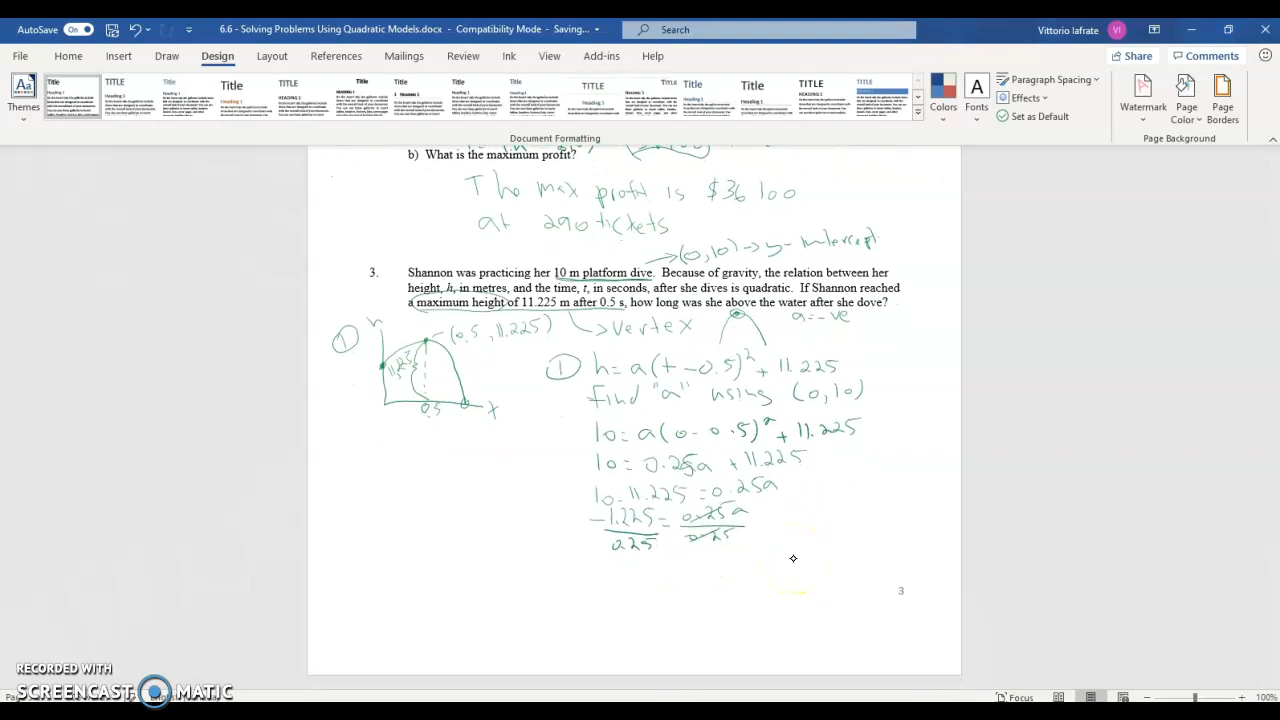 AutoSave On 6.6 - Solving Problems Using Quadratic Models.docx - Compatibility Mode - Saving... Search Vittorio Iafrate VI
File Home Insert Draw Design Layout References Mailings Review Ink View Add-ins Help Share Comments
Themes Colors Fonts Paragraph Spacing Effects Set as Default Watermark Page Color Page Borders
Document Formatting Page Background
b) What is the maximum profit?
The max profit is $36 100
at 290 tickets
→(0,10)→ y-intercept
3. Shannon was practicing her 10 m platform dive. Because of gravity, the relation between her
height, h, in metres, and the time, t, in seconds, after she dives is quadratic. If Shannon reached
a maximum height of 11.225 m after 0.5 s, how long was she above the water after she dove?
→ vertex a = -ve
① (0.5, 11.225)
0.5
① h = a(t - 0.5)² + 11.225
find "a" using (0,10)
10 = a(0 - 0.5)² + 11.225
10 = 0.25a + 11.225
10 - 11.225 = 0.25a
-1.225 = 0.25a
0.25 0.25
3
RECORDED WITH
SCREENCAST MATIC
Focus 100%